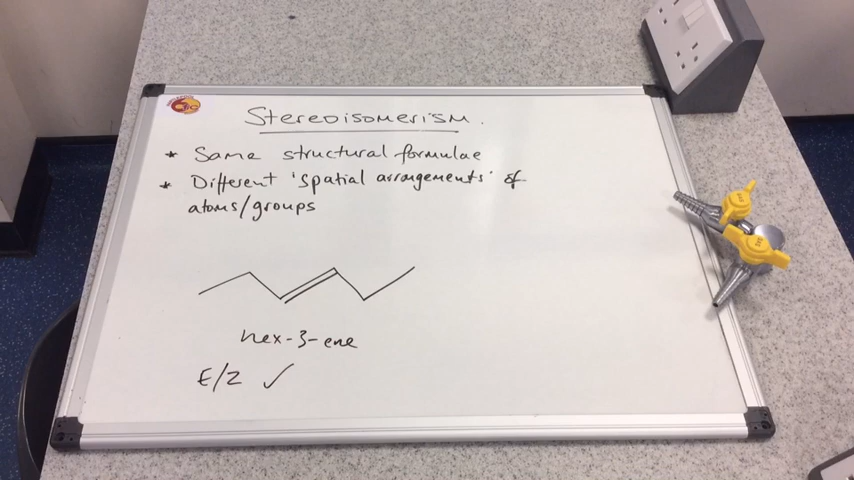 Stereoisomerism.
* Same structural formulae
* Different 'spatial arrangements' of
atoms/groups
hex-3-ene
E/Z ✓